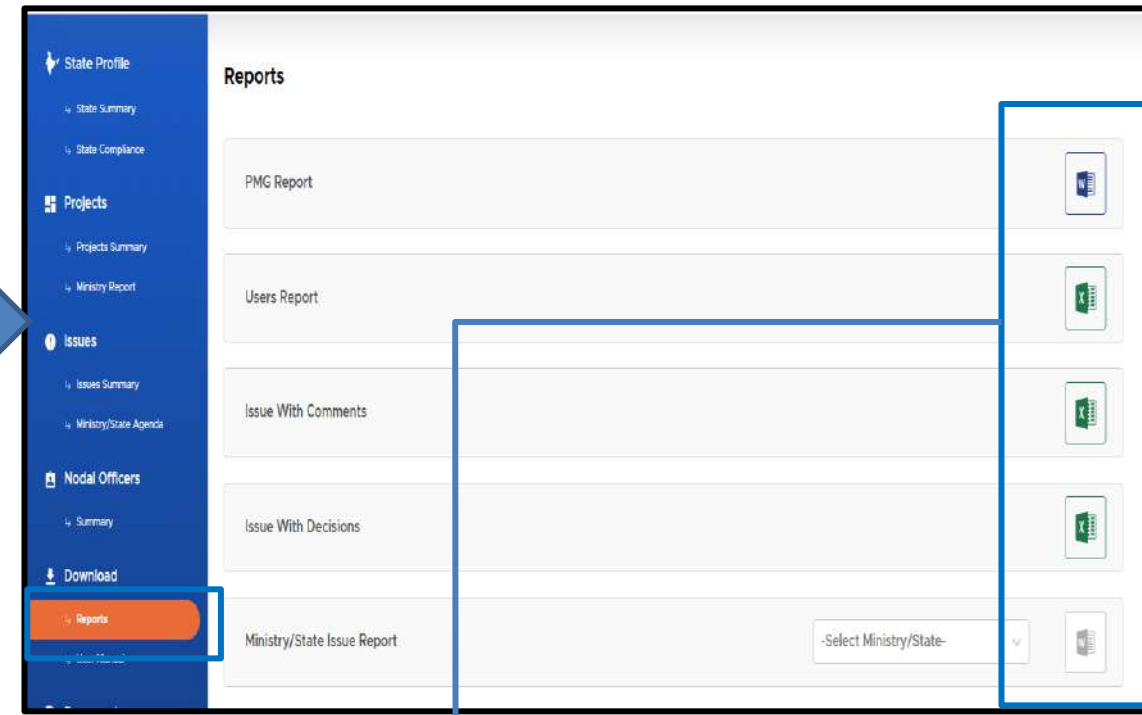 State Profile
State Summary
State Compliance
Projects
Projects Summary
Ministry Report
Issues
Issues Summary
Ministry/State Agenda
Nodal Officers
Summary
Download
Reports
Reports
PMG Report
Users Report
Issue With Comments
Issue With Decisions
Ministry/State Issue Report
-Select Ministry/State-